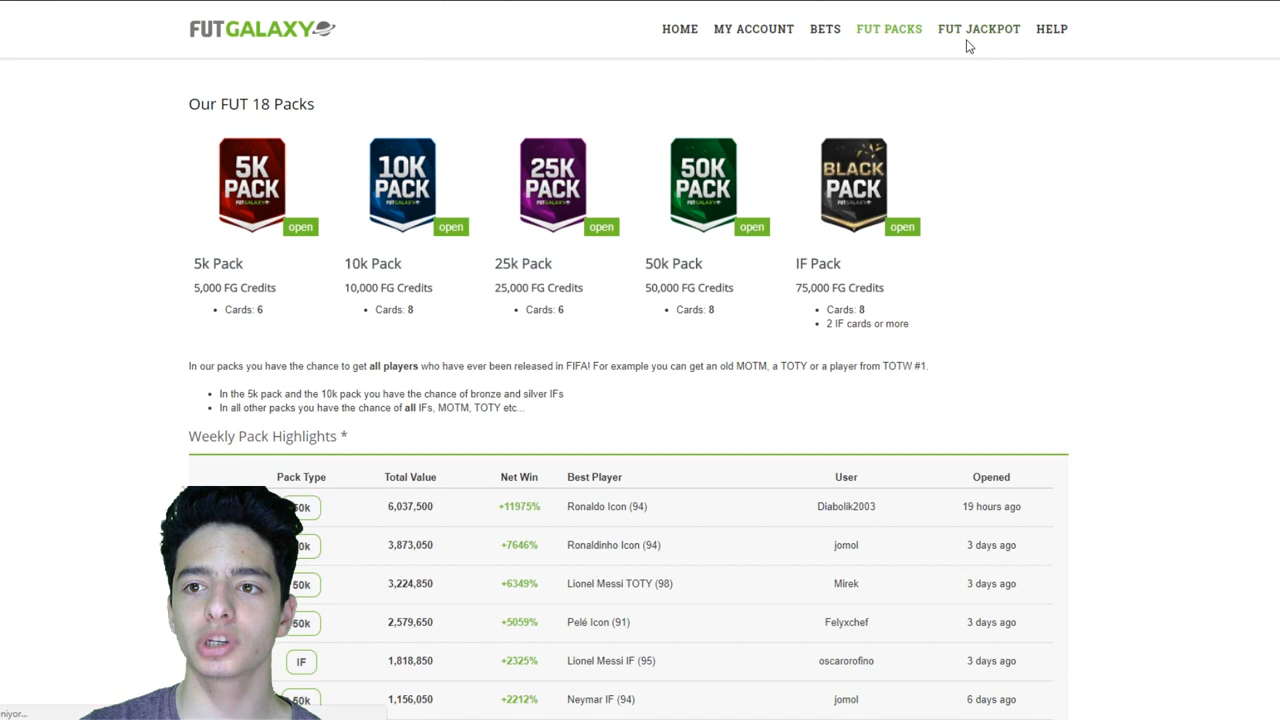 FUTGALAXY
HOME MY ACCOUNT BETS FUT PACKS FUT JACKPOT HELP
Our FUT 18 Packs
5K PACK FUTGALAXY
10K PACK FUTGALAXY
25K PACK FUTGALAXY
50K PACK FUTGALAXY
BLACK PACK FUTGALAXY
open open open open open
5k Pack 10k Pack 25k Pack 50k Pack IF Pack
5,000 FG Credits 10,000 FG Credits 25,000 FG Credits 50,000 FG Credits 75,000 FG Credits
Cards: 6 Cards: 8 Cards: 6 Cards: 8 Cards: 8
2 IF cards or more
In our packs you have the chance to get all players who have ever been released in FIFA! For example you can get an old MOTM, a TOTY or a player from TOTW #1.
In the 5k pack and the 10k pack you have the chance of bronze and silver IFs
In all other packs you have the chance of all IFs, MOTM, TOTY etc...
Weekly Pack Highlights *
Pack Type Total Value Net Win Best Player User Opened
6,037,500 +11975% Ronaldo Icon (94) Diabolik2003 19 hours ago
3,873,050 +7646% Ronaldinho Icon (94) jomol 3 days ago
50k 3,224,850 +6349% Lionel Messi TOTY (98) Mirek 3 days ago
50k 2,579,650 +5059% Pelé Icon (91) Felyxchef 3 days ago
IF 1,818,850 +2325% Lionel Messi IF (95) oscarorofino 3 days ago
50k 1,156,050 +2212% Neymar IF (94) jomol 6 days ago